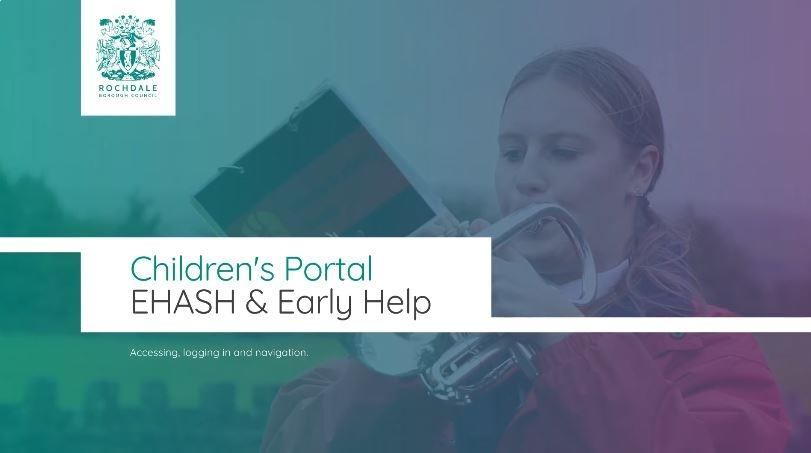 ROCHDALE
BOROUGH COUNCIL
Children's Portal
EHASH & Early Help
Accessing, logging in and navigation.